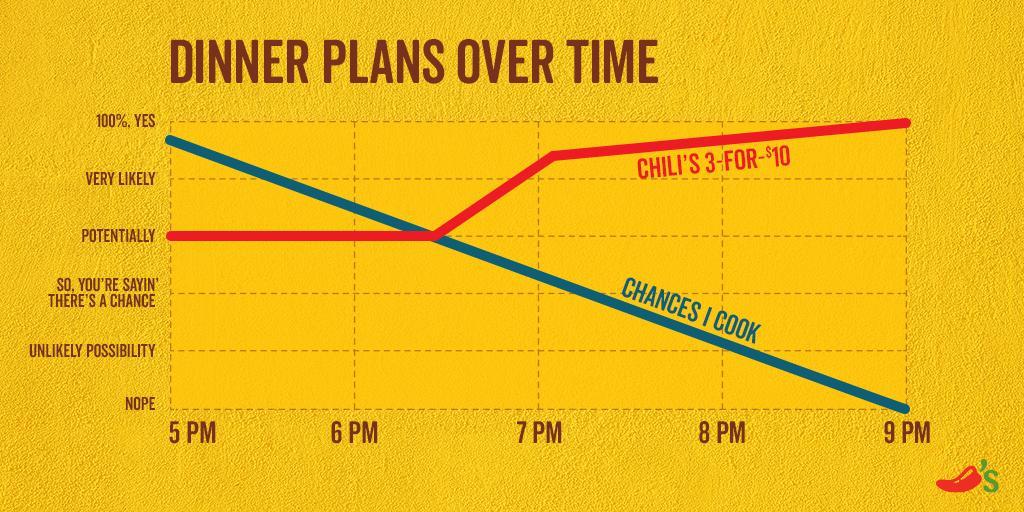 DINNER PLANS OVER TIME
100%, YES
VERY LIKELY
POTENTIALLY
SO, YOU'RE SAYIN'
THERE'S A CHANCE
UNLIKELY POSSIBILITY
NOPE
CHILI'S 3-FOR-$10
CHANCES I COOK
5 PM 6 PM 7 PM 8 PM 9 PM
'S